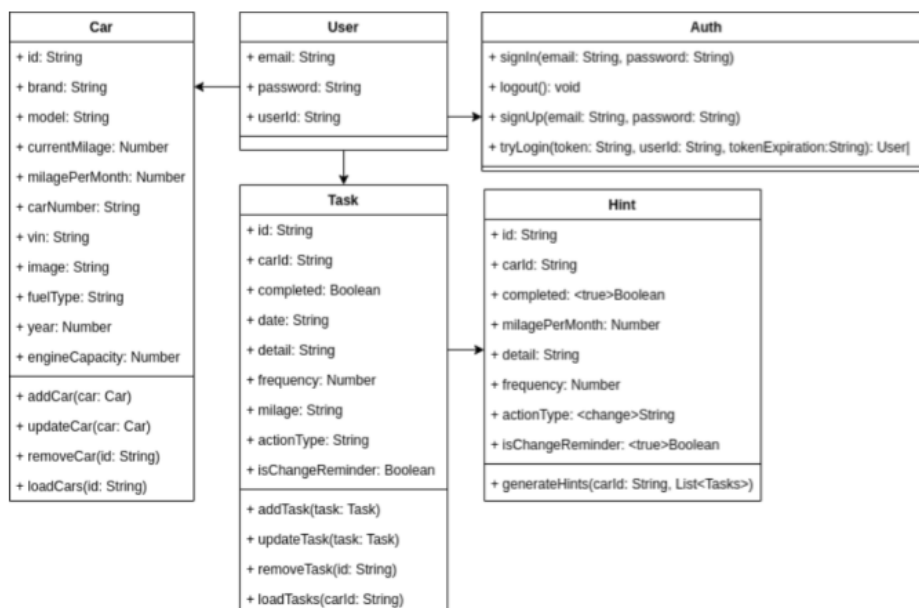 Car
+ id: String
+ brand: String
+ model: String
+ currentMilage: Number
+ milagePerMonth: Number
+ carNumber: String
+ vin: String
+ image: String
+ fuelType: String
+ year: Number
+ engineCapacity: Number
+ addCar(car: Car)
+ updateCar(car: Car)
+ removeCar(id: String)
+ loadCars(id: String)
User
+ email: String
+ password: String
+ userId: String
Auth
+ signIn(email: String, password: String)
+ logout(): void
+ signUp(email: String, password: String)
+ tryLogin(token: String, userId: String, tokenExpiration:String): User|
Task
+ id: String
+ carId: String
+ completed: Boolean
+ date: String
+ detail: String
+ frequency: Number
+ milage: String
+ actionType: String
+ isChangeReminder: Boolean
+ addTask(task: Task)
+ updateTask(task: Task)
+ removeTask(id: String)
+ loadTasks(carId: String)
Hint
+ id: String
+ carId: String
+ completed: <true>Boolean
+ milagePerMonth: Number
+ detail: String
+ frequency: Number
+ actionType: <change>String
+ isChangeReminder: <true>Boolean
+ generateHints(carId: String, List<Tasks>)